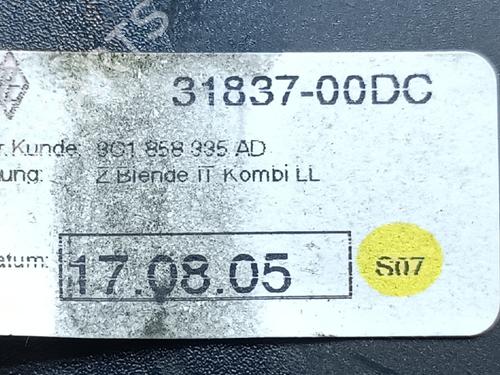 31837-00DC
r.Kunde: 3C1 858 335 AD
ung: Z Blende IT Kombi LL
atum: 17.08.05 S07